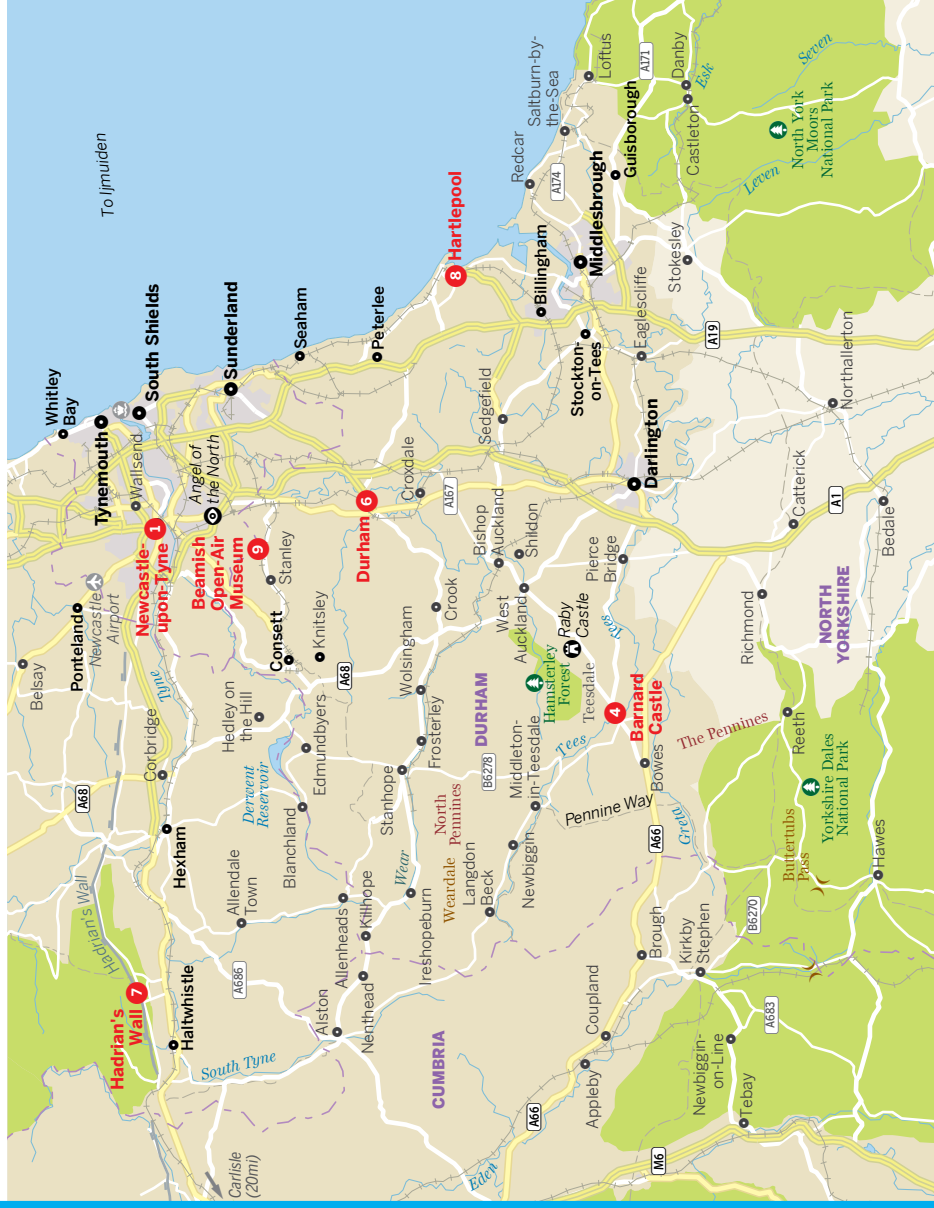 To Ijmuiden
Whitley
Bay
Tynemouth
South Shields
Wallsend
Sunderland
Seaham
Peterlee
8
Hartlepool
Redcar
Saltburn-by-
the-Sea
Loftus
A174
A171
Danby
Esk
Seven
Castleton
Guisborough
North York
Moors
National Park
Leven
Billingham
Middlesbrough
Stockton-
on-Tees
Eaglescliffe
Stokesley
A19
Northallerton
Belsay
Ponteland
Newcastle
Airport
Newcastle-
upon-Tyne
1
Angel of
the North
Beamish
Open-Air
Museum
9
Stanley
Durham
6
Croxdale
A167
Sedgefield
Bishop
Auckland
Shildon
Darlington
Pierce
Bridge
Catterick
A1
Bedale
Tyne
Corbridge
Hedley on
the Hill
Consett
Knitsley
A68
Crook
Wolsingham
West
Auckland
Hamsterley
Forest
Raby
Castle
Tees
Teesdale
4
Barnard
Castle
Richmond
NORTH
YORKSHIRE
A68
Hexham
Derwent
Reservoir
Edmundbyers
Blanchland
Stanhope
Frosterley
DURHAM
B6278
Middleton-
in-Teesdale
Tees
Bowes
The Pennines
Reeth
Yorkshire Dales
National Park
Hadrian's Wall
Allendale
Town
Allenheads
Killhope
Wear
Ireshopeburn
North
Pennines
Weardale
Langdon
Beck
Newbiggin
Pennine Way
A66
Greta
Buttertubs
Pass
Hawes
Hadrian's
Wall
7
Haltwhistle
A686
Alston
Nenthead
South Tyne
CUMBRIA
Coupland
Brough
Kirkby
Stephen
B6270
A683
Appleby
Newbiggin-
on-Line
Tebay
Carlisle
(20mi)
Eden
A66
M6